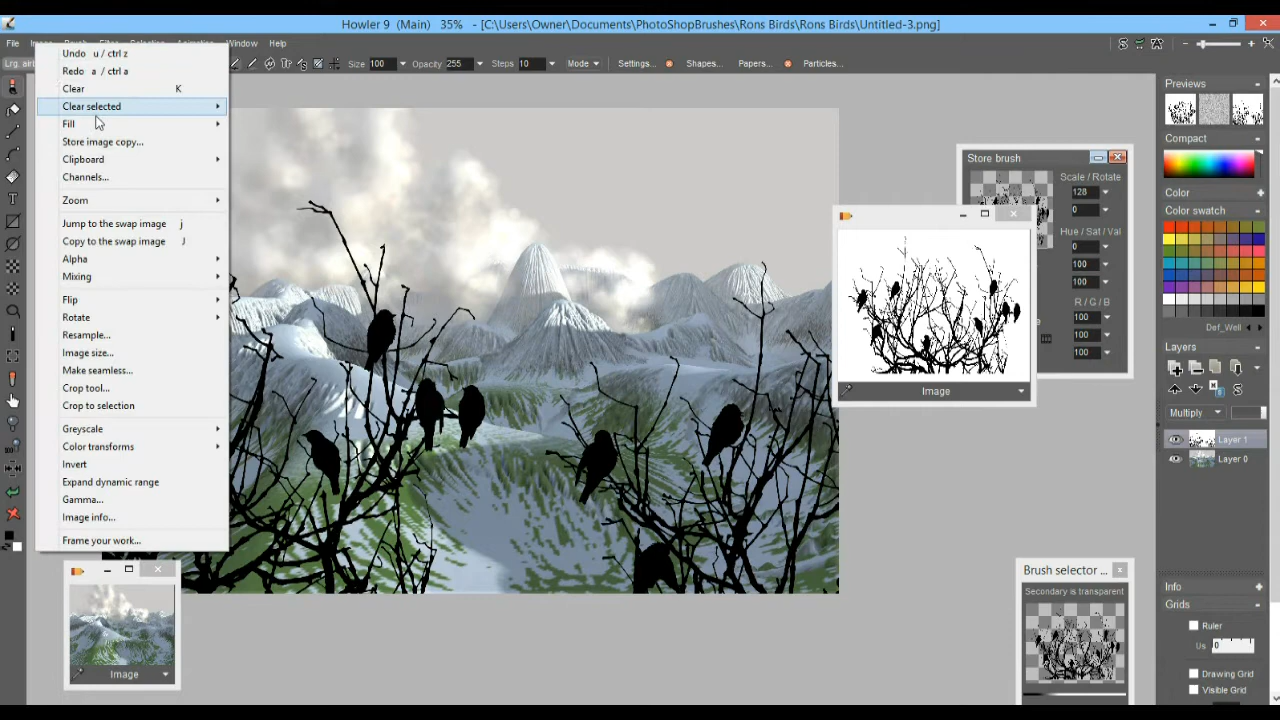 Howler 9 (Main) 35% - [C:\Users\Owner\Documents\PhotoShopBrushes\Rons Birds\Rons Birds\Untitled-3.png]
File Window Help
Size 100 Opacity 255 Steps 10 Mode Settings... Shapes... Papers... Particles...
Undo u / ctrl z
Redo a / ctrl a
Clear K
Clear selected
Fill
Store image copy...
Clipboard
Channels...
Zoom
Jump to the swap image j
Copy to the swap image J
Alpha
Mixing
Flip
Rotate
Resample...
Image size...
Make seamless...
Crop tool...
Crop to selection
Greyscale
Color transforms
Invert
Expand dynamic range
Gamma...
Image info...
Frame your work...
Image
Store brush
Scale / Rotate
128
0
Hue / Sat / Val
0
100
100
R / G / B
100
100
100
Image
Brush selector ...
Secondary is transparent
Previews
Compact
Color
Color swatch
Def_Well
Layers
Multiply
Layer 1
Layer 0
Info
Grids
Ruler
Us 0
Drawing Grid
Visible Grid